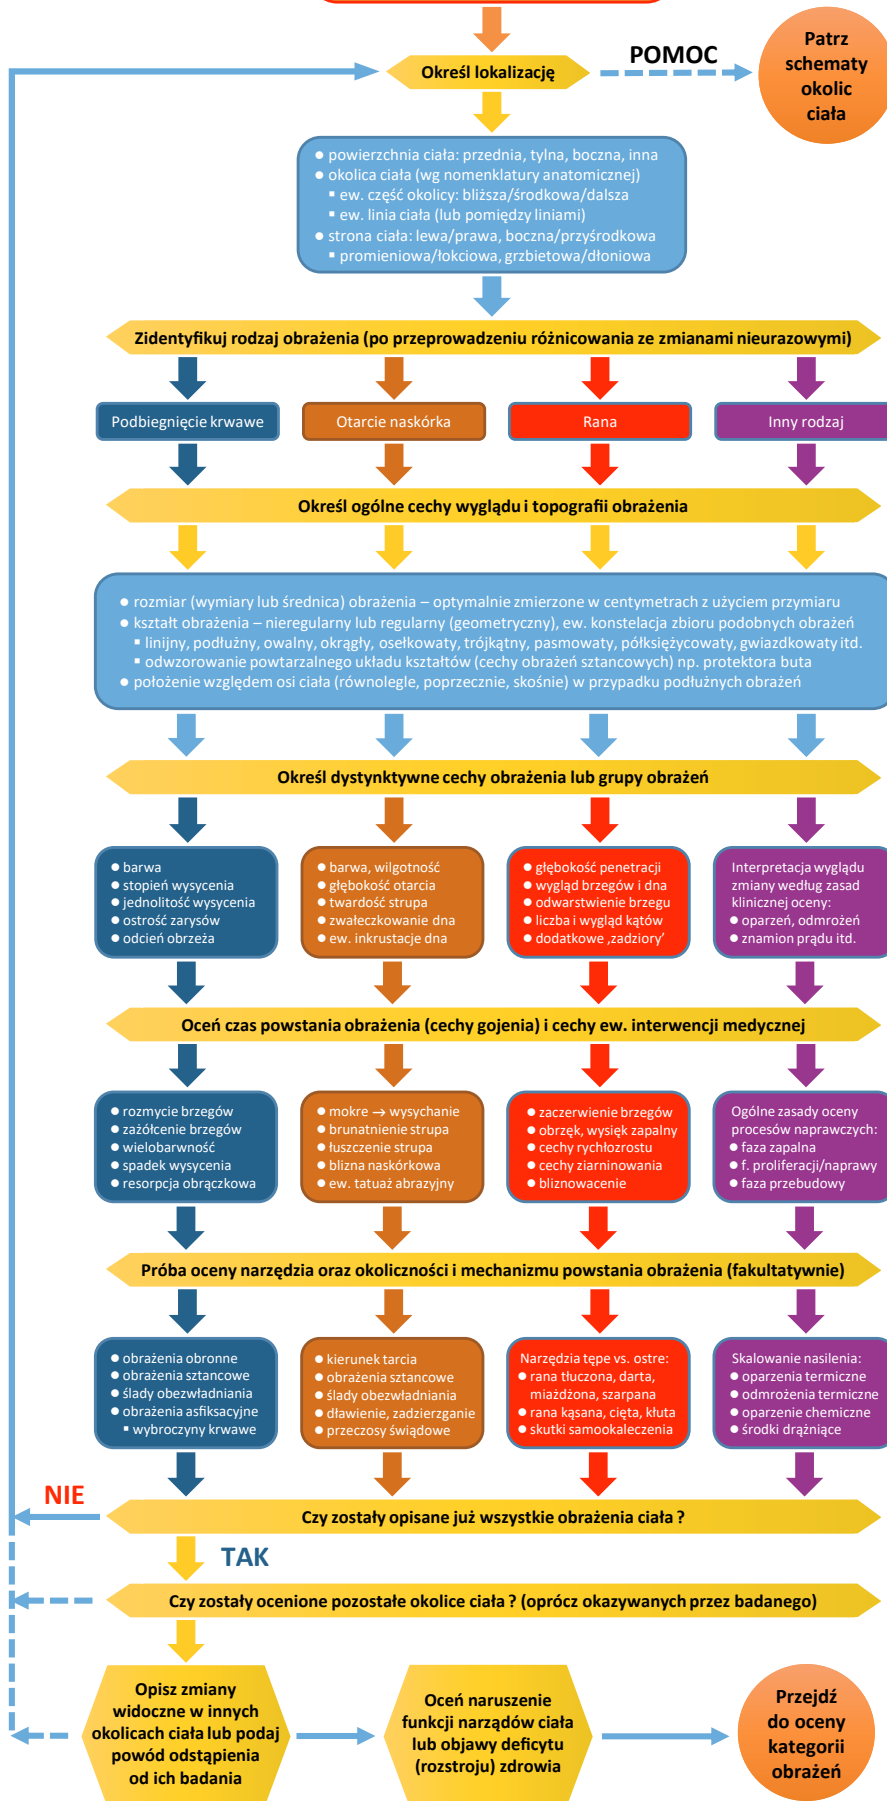 Określ lokalizację
POMOC
Patrz
schematy
okolic
ciała
● powierzchnia ciała: przednia, tylna, boczna, inna
● okolica ciała (wg nomenklatury anatomicznej)
▪ ew. część okolicy: bliższa/środkowa/dalsza
▪ ew. linia ciała (lub pomiędzy liniami)
● strona ciała: lewa/prawa, boczna/przyśrodkowa
▪ promieniowa/łokciowa, grzbietowa/dłoniowa
Zidentyfikuj rodzaj obrażenia (po przeprowadzeniu różnicowania ze zmianami nieurazowymi)
Podbiegnięcie krwawe
Otarcie naskórka
Rana
Inny rodzaj
Określ ogólne cechy wyglądu i topografii obrażenia
● rozmiar (wymiary lub średnica) obrażenia – optymalnie zmierzone w centymetrach z użyciem przymiaru
● kształt obrażenia – nieregularny lub regularny (geometryczny), ew. konstelacja zbioru podobnych obrażeń
▪ linijny, podłużny, owalny, okrągły, osełkowaty, trójkątny, pasmowaty, półksiężycowaty, gwiazdkowaty itd.
▪ odwzorowanie powtarzalnego układu kształtów (cechy obrażeń sztancowych) np. protektora buta
● położenie względem osi ciała (równolegle, poprzecznie, skośnie) w przypadku podłużnych obrażeń
Określ dystynktywne cechy obrażenia lub grupy obrażeń
● barwa
● stopień wysycenia
● jednolitość wysycenia
● ostrość zarysów
● odcień obrzeża
● barwa, wilgotność
● głębokość otarcia
● twardość strupa
● zwałeczkowanie dna
● ew. inkrustacje dna
● głębokość penetracji
● wygląd brzegów i dna
● odwarstwienie brzegu
● liczba i wygląd kątów
● dodatkowe ‚zadziory’
Interpretacja wyglądu
zmiany według zasad
klinicznej oceny:
● oparzeń, odmrożeń
● znamion prądu itd.
Oceń czas powstania obrażenia (cechy gojenia) i cechy ew. interwencji medycznej
● rozmycie brzegów
● zażółcenie brzegów
● wielobarwność
● spadek wysycenia
● resorpcja obrączkowa
● mokre → wysychanie
● brunatnienie strupa
● łuszczenie strupa
● blizna naskórkowa
● ew. tatuaż abrazyjny
● zaczerwienie brzegów
● obrzęk, wysięk zapalny
● cechy rychłozrostu
● cechy ziarninowania
● bliznowacenie
Ogólne zasady oceny
procesów naprawczych:
● faza zapalna
● f. proliferacji/naprawy
● faza przebudowy
Próba oceny narzędzia oraz okoliczności i mechanizmu powstania obrażenia (fakultatywnie)
● obrażenia obronne
● obrażenia sztancowe
● ślady obezwładniania
● obrażenia asfiksacyjne
▪ wybroczyny krwawe
● kierunek tarcia
● obrażenia sztancowe
● ślady obezwładniania
● dławienie, zadzierzganie
● przeczosy świądowe
Narzędzia tępe vs. ostre:
● rana tłuczona, darta,
miażdżona, szarpana
● rana kąsana, cięta, kłuta
● skutki samookaleczenia
Skalowanie nasilenia:
● oparzenia termiczne
● odmrożenia termiczne
● oparzenie chemiczne
● środki drążniące
NIE
Czy zostały opisane już wszystkie obrażenia ciała ?
TAK
Czy zostały ocenione pozostałe okolice ciała ? (oprócz okazywanych przez badanego)
Opisz zmiany
widoczne w innych
okolicach ciała lub podaj
powód odstąpienia
od ich badania
Oceń naruszenie
funkcji narządów ciała
lub objawy deficytu
(rozstroju) zdrowia
Przejdź
do oceny
kategorii
obrażeń